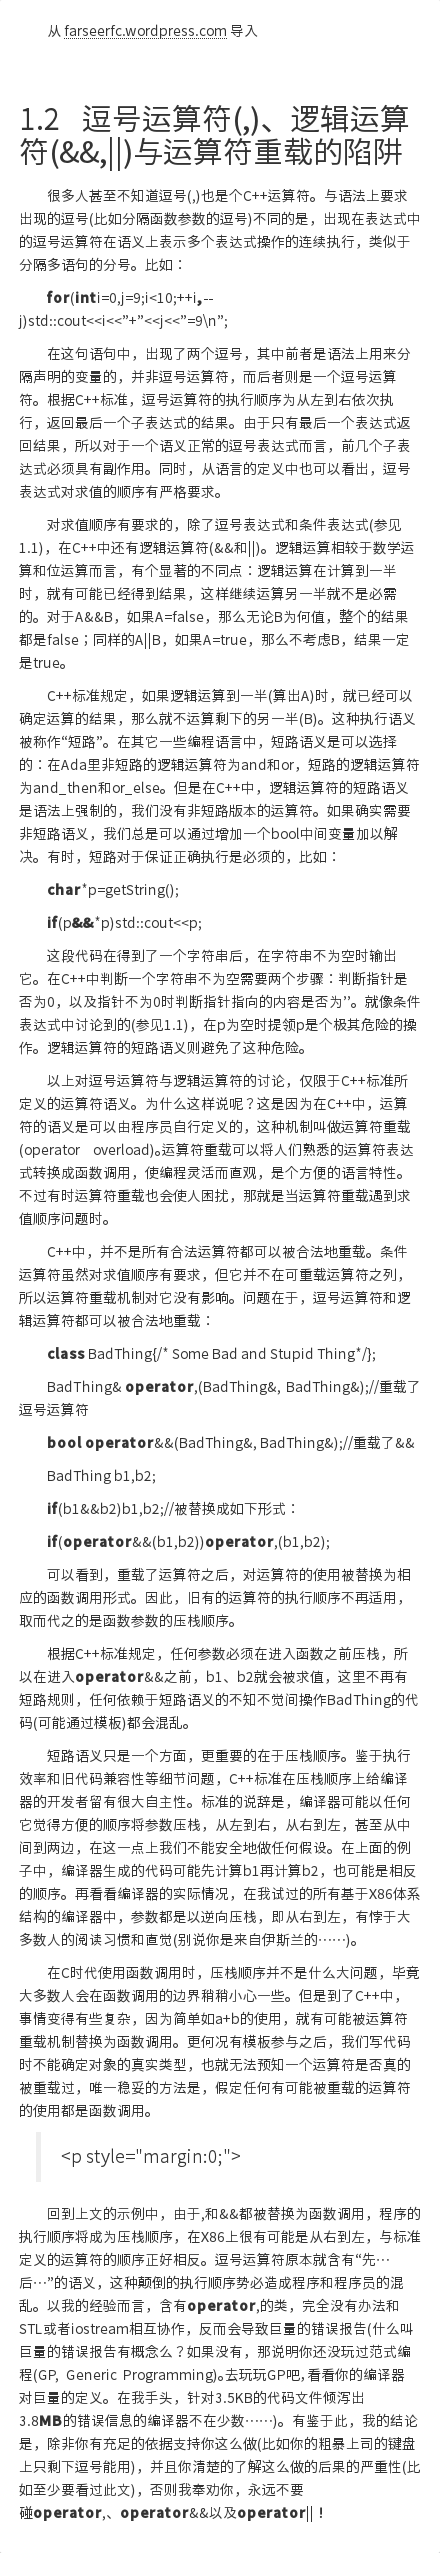 从 farseerfc.wordpress.com 导入
1.2 逗号运算符(,)、逻辑运算
符(&&,||)与运算符重载的陷阱
很多人甚至不知道逗号(,)也是个C++运算符。与语法上要求
出现的逗号(比如分隔函数参数的逗号)不同的是，出现在表达式中
的逗号运算符在语义上表示多个表达式操作的连续执行，类似于
分隔多语句的分号。比如：
for(inti=0,j=9;i<10;++i,--
j)std::cout<<i<<”+”<<j<<”=9\n”;
在这句语句中，出现了两个逗号，其中前者是语法上用来分
隔声明的变量的，并非逗号运算符，而后者则是一个逗号运算
符。根据C++标准，逗号运算符的执行顺序为从左到右依次执
行，返回最后一个子表达式的结果。由于只有最后一个表达式返
回结果，所以对于一个语义正常的逗号表达式而言，前几个子表
达式必须具有副作用。同时，从语言的定义中也可以看出，逗号
表达式对求值的顺序有严格要求。
对求值顺序有要求的，除了逗号表达式和条件表达式(参见
1.1)，在C++中还有逻辑运算符(&&和||)。逻辑运算相较于数学运
算和位运算而言，有个显著的不同点：逻辑运算在计算到一半
时，就有可能已经得到结果，这样继续运算另一半就不是必需
的。对于A&&B，如果A=false，那么无论B为何值，整个的结果
都是false；同样的A||B，如果A=true，那么不考虑B，结果一定
是true。
C++标准规定，如果逻辑运算到一半(算出A)时，就已经可以
确定运算的结果，那么就不运算剩下的另一半(B)。这种执行语义
被称作“短路”。在其它一些编程语言中，短路语义是可以选择
的：在Ada里非短路的逻辑运算符为and和or，短路的逻辑运算符
为and_then和or_else。但是在C++中，逻辑运算符的短路语义
是语法上强制的，我们没有非短路版本的运算符。如果确实需要
非短路语义，我们总是可以通过增加一个bool中间变量加以解
决。有时，短路对于保证正确执行是必须的，比如：
char*p=getString();
if(p&&*p)std::cout<<p;
这段代码在得到了一个字符串后，在字符串不为空时输出
它。在C++中判断一个字符串不为空需要两个步骤：判断指针是
否为0，以及指针不为0时判断指针指向的内容是否为’’。就像条件
表达式中讨论到的(参见1.1)，在p为空时提领p是个极其危险的操
作。逻辑运算符的短路语义则避免了这种危险。
以上对逗号运算符与逻辑运算符的讨论，仅限于C++标准所
定义的运算符语义。为什么这样说呢？这是因为在C++中，运算
符的语义是可以由程序员自行定义的，这种机制叫做运算符重载
(operator overload)。运算符重载可以将人们熟悉的运算符表达
式转换成函数调用，使编程灵活而直观，是个方便的语言特性。
不过有时运算符重载也会使人困扰，那就是当运算符重载遇到求
值顺序问题时。
C++中，并不是所有合法运算符都可以被合法地重载。条件
运算符虽然对求值顺序有要求，但它并不在可重载运算符之列，
所以运算符重载机制对它没有影响。问题在于，逗号运算符和逻
辑运算符都可以被合法地重载：
class BadThing{/* Some Bad and Stupid Thing*/};
BadThing& operator,(BadThing&, BadThing&);//重载了
逗号运算符
bool operator&&(BadThing&, BadThing&);//重载了&&
BadThing b1,b2;
if(b1&&b2)b1,b2;//被替换成如下形式：
if(operator&&(b1,b2))operator,(b1,b2);
可以看到，重载了运算符之后，对运算符的使用被替换为相
应的函数调用形式。因此，旧有的运算符的执行顺序不再适用，
取而代之的是函数参数的压栈顺序。
根据C++标准规定，任何参数必须在进入函数之前压栈，所
以在进入operator&&之前，b1、b2就会被求值，这里不再有
短路规则，任何依赖于短路语义的不知不觉间操作BadThing的代
码(可能通过模板)都会混乱。
短路语义只是一个方面，更重要的在于压栈顺序。鉴于执行
效率和旧代码兼容性等细节问题，C++标准在压栈顺序上给编译
器的开发者留有很大自主性。标准的说辞是，编译器可能以任何
它觉得方便的顺序将参数压栈，从左到右，从右到左，甚至从中
间到两边，在这一点上我们不能安全地做任何假设。在上面的例
子中，编译器生成的代码可能先计算b1再计算b2，也可能是相反
的顺序。再看看编译器的实际情况，在我试过的所有基于X86体系
结构的编译器中，参数都是以逆向压栈，即从右到左，有悖于大
多数人的阅读习惯和直觉(别说你是来自伊斯兰的……)。
在C时代使用函数调用时，压栈顺序并不是什么大问题，毕竟
大多数人会在函数调用的边界稍稍小心一些。但是到了C++中，
事情变得有些复杂，因为简单如a+b的使用，就有可能被运算符
重载机制替换为函数调用。更何况有模板参与之后，我们写代码
时不能确定对象的真实类型，也就无法预知一个运算符是否真的
被重载过，唯一稳妥的方法是，假定任何有可能被重载的运算符
的使用都是函数调用。
<p style="margin:0;">
回到上文的示例中，由于,和&&都被替换为函数调用，程序的
执行顺序将成为压栈顺序，在X86上很有可能是从右到左，与标准
定义的运算符的顺序正好相反。逗号运算符原本就含有“先…
后…”的语义，这种颠倒的执行顺序势必造成程序和程序员的混
乱。以我的经验而言，含有operator,的类，完全没有办法和
STL或者iostream相互协作，反而会导致巨量的错误报告(什么叫
巨量的错误报告有概念么？如果没有，那说明你还没玩过范式编
程(GP, Generic Programming)。去玩玩GP吧，看看你的编译器
对巨量的定义。在我手头，针对3.5KB的代码文件倾泻出
3.8MB的错误信息的编译器不在少数……)。有鉴于此，我的结论
是，除非你有充足的依据支持你这么做(比如你的粗暴上司的键盘
上只剩下逗号能用)，并且你清楚的了解这么做的后果的严重性(比
如至少要看过此文)，否则我奉劝你，永远不要
碰operator,、operator&&以及operator||！